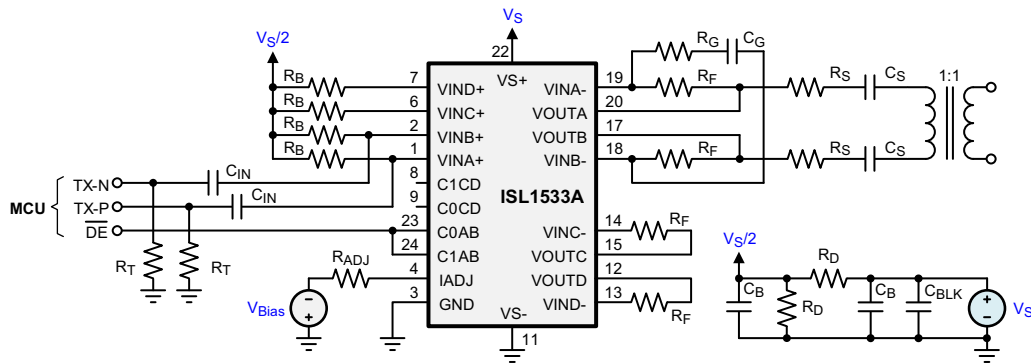 VS
VS/2
22
VS+
RG
CG
RB
7
VIND+
VINA-
19
RF
RS
CS
1:1
RB
6
VINC+
VOUTA
20
RB
2
VINB+
VOUTB
17
RB
1
VINA+
VINB-
18
RF
RS
CS
CIN
8
C1CD
TX-N
CIN
9
C0CD
ISL1533A
MCU
TX-P
DE
23
C0AB
VINC-
14
RF
24
C1AB
VOUTC
15
RT
RT
RADJ
4
IADJ
VOUTD
12
VBias
3
GND
VIND-
13
RF
VS-
11
VS/2
RD
CB
RD
CB
CBLK
VS